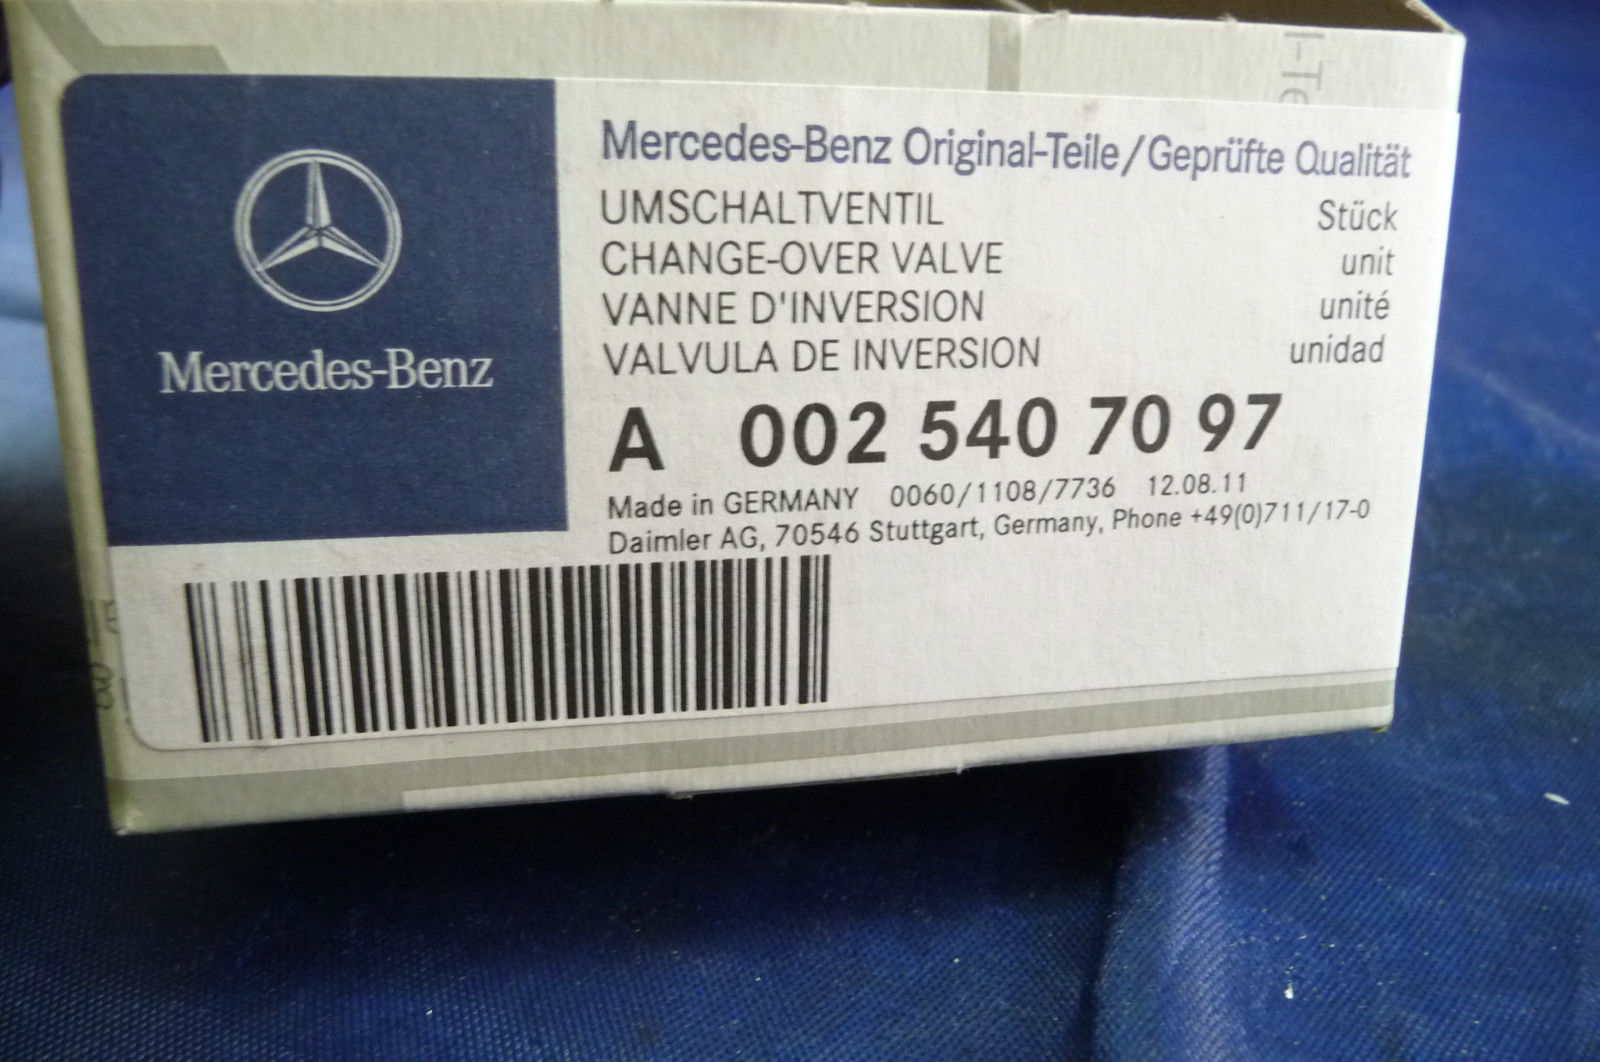 Mercedes-Benz
Mercedes-Benz Original-Teile/Geprüfte Qualität
UMSCHALTVENTIL Stück
CHANGE-OVER VALVE unit
VANNE D'INVERSION unité
VALVULA DE INVERSION unidad
A 002 540 70 97
Made in GERMANY 0060/1108/7736 12.08.11
Daimler AG, 70546 Stuttgart, Germany, Phone +49(0)711/17-0